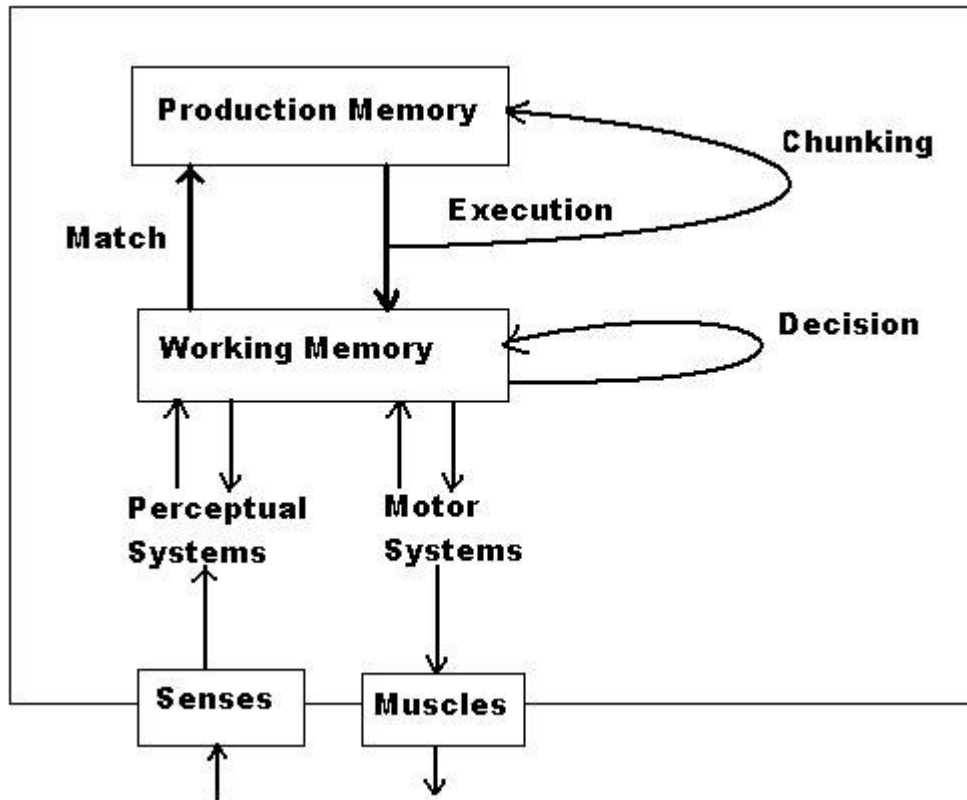 Production Memory
Chunking
Execution
Match
Decision
Working Memory
Perceptual
Systems
Motor
Systems
Senses
Muscles